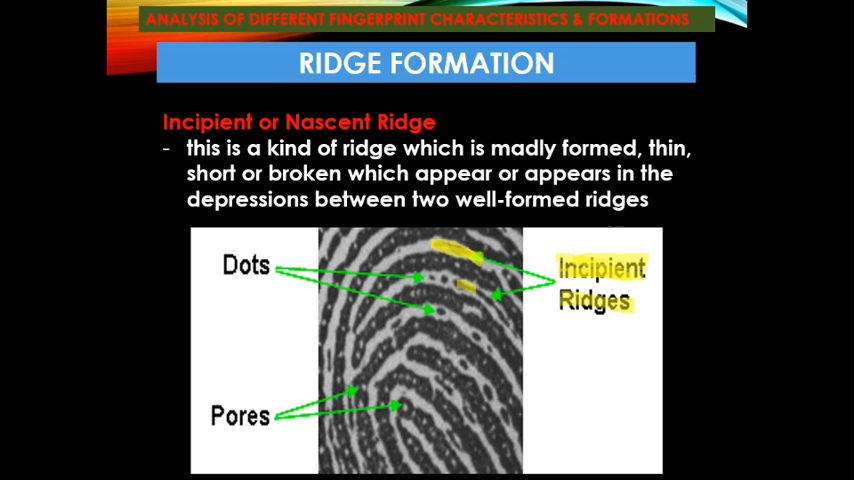 ANALYSIS OF DIFFERENT FINGERPRINT CHARACTERISTICS & FORMATIONS
RIDGE FORMATION
Incipient or Nascent Ridge
- this is a kind of ridge which is madly formed, thin,
short or broken which appear or appears in the
depressions between two well-formed ridges
Dots
Incipient
Ridges
Pores